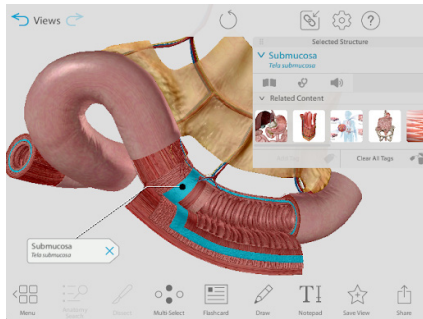 Views
?
Selected Structure
Submucosa
Tela submucosa
Related Content
Clear All Tags
Submucosa
Tela submucosa
Menu
Multi Select
Flashcard
Draw
Notepad
Save View
Share